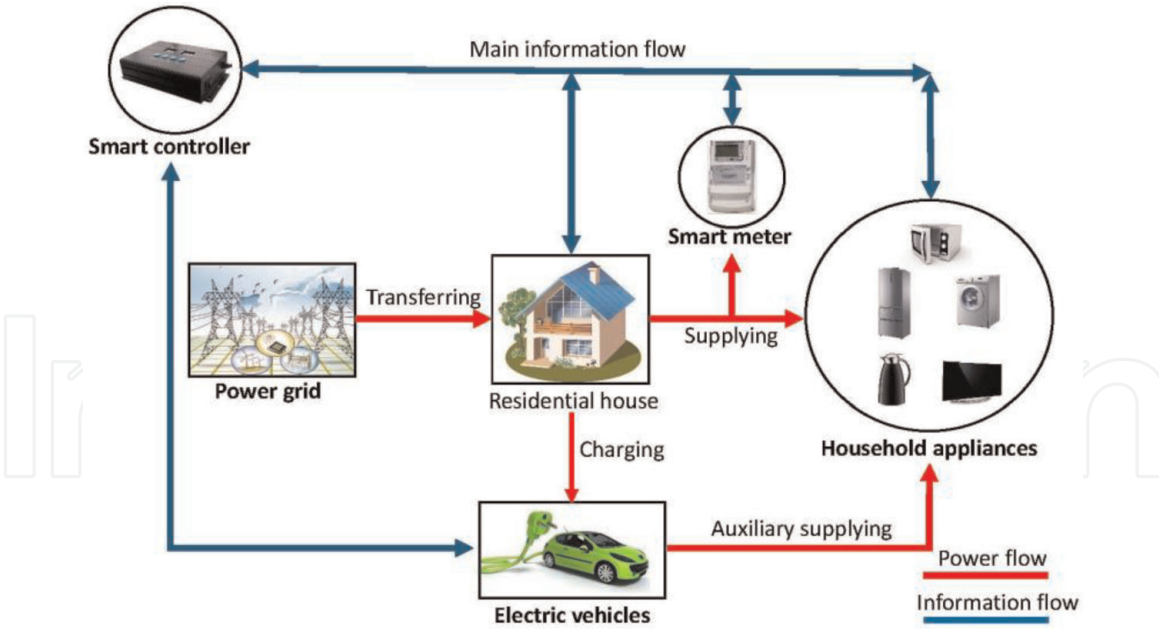 Main information flow
Smart controller
Smart meter
Transferring
Supplying
Power grid
Residential house
Charging
Household appliances
Auxiliary supplying
Power flow
Electric vehicles
Information flow